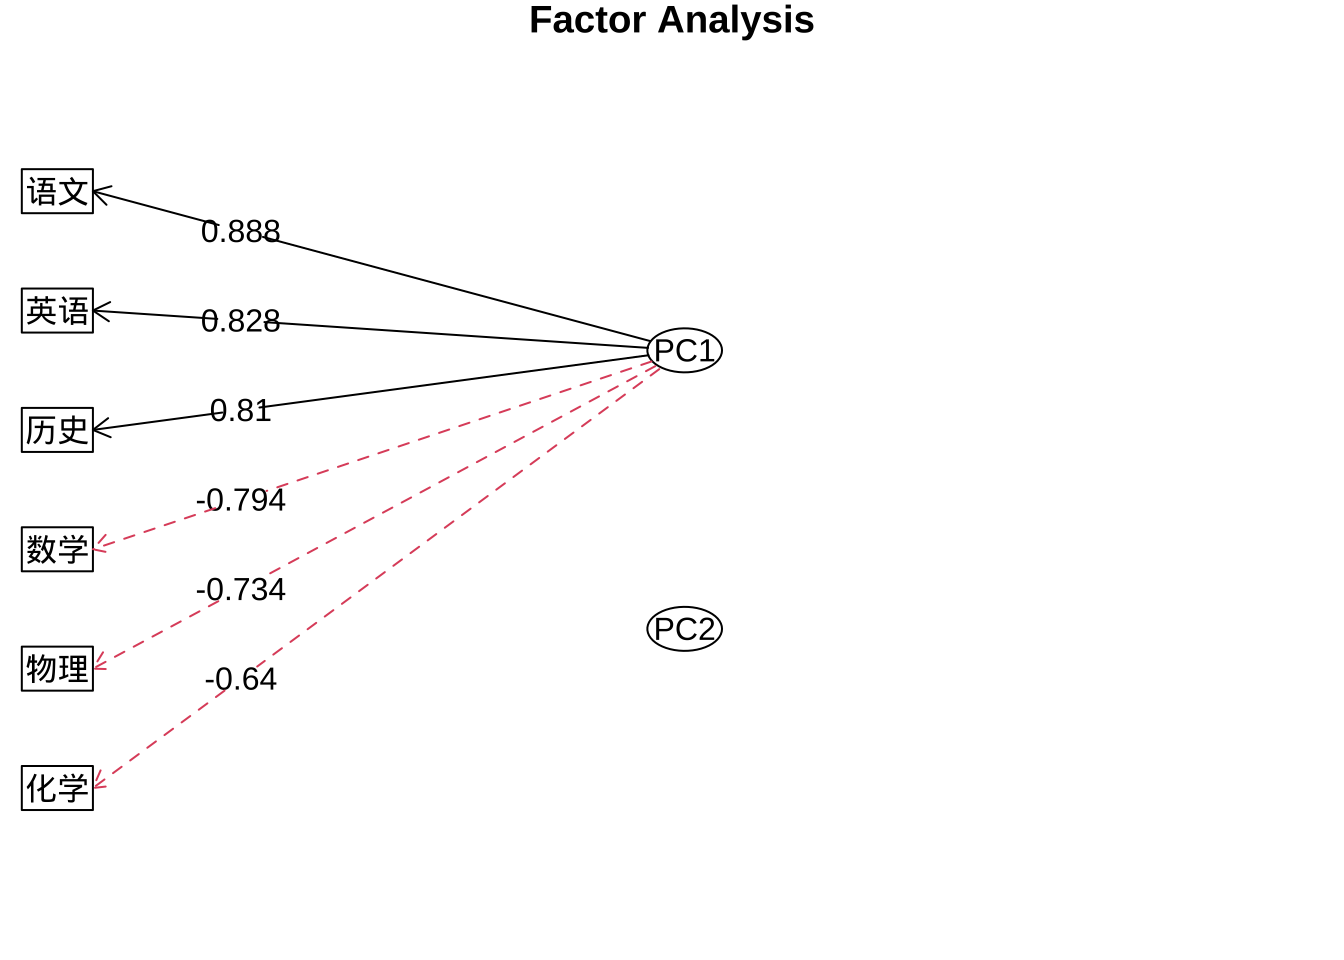 Factor Analysis
语文
0.888
英语
0.828
PC1
历史
0.81
数学
-0.794
物理
-0.734
PC2
化学
-0.64